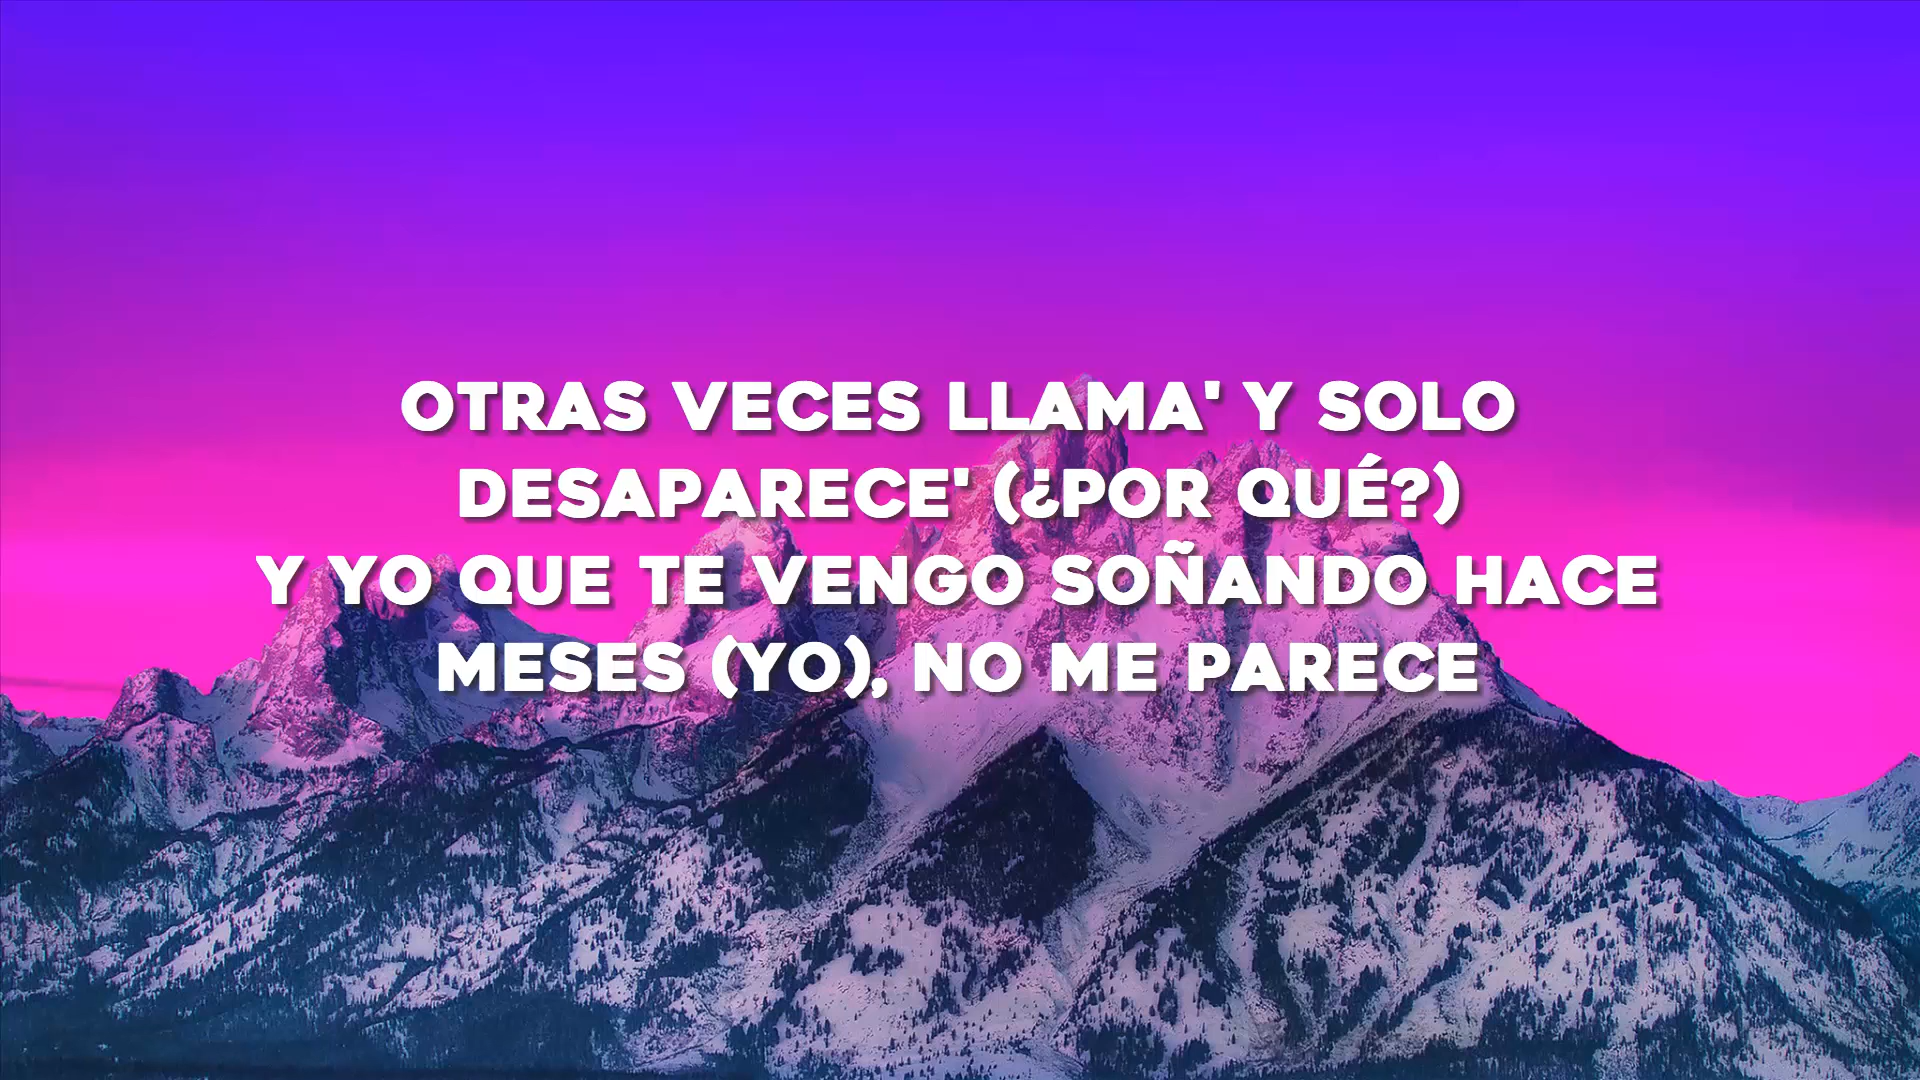 OTRAS VECES LLAMA' Y SOLO
DESAPARECE' (¿POR QUÉ?)
Y YO QUE TE VENGO SOÑANDO HACE
MESES (YO), NO ME PARECE